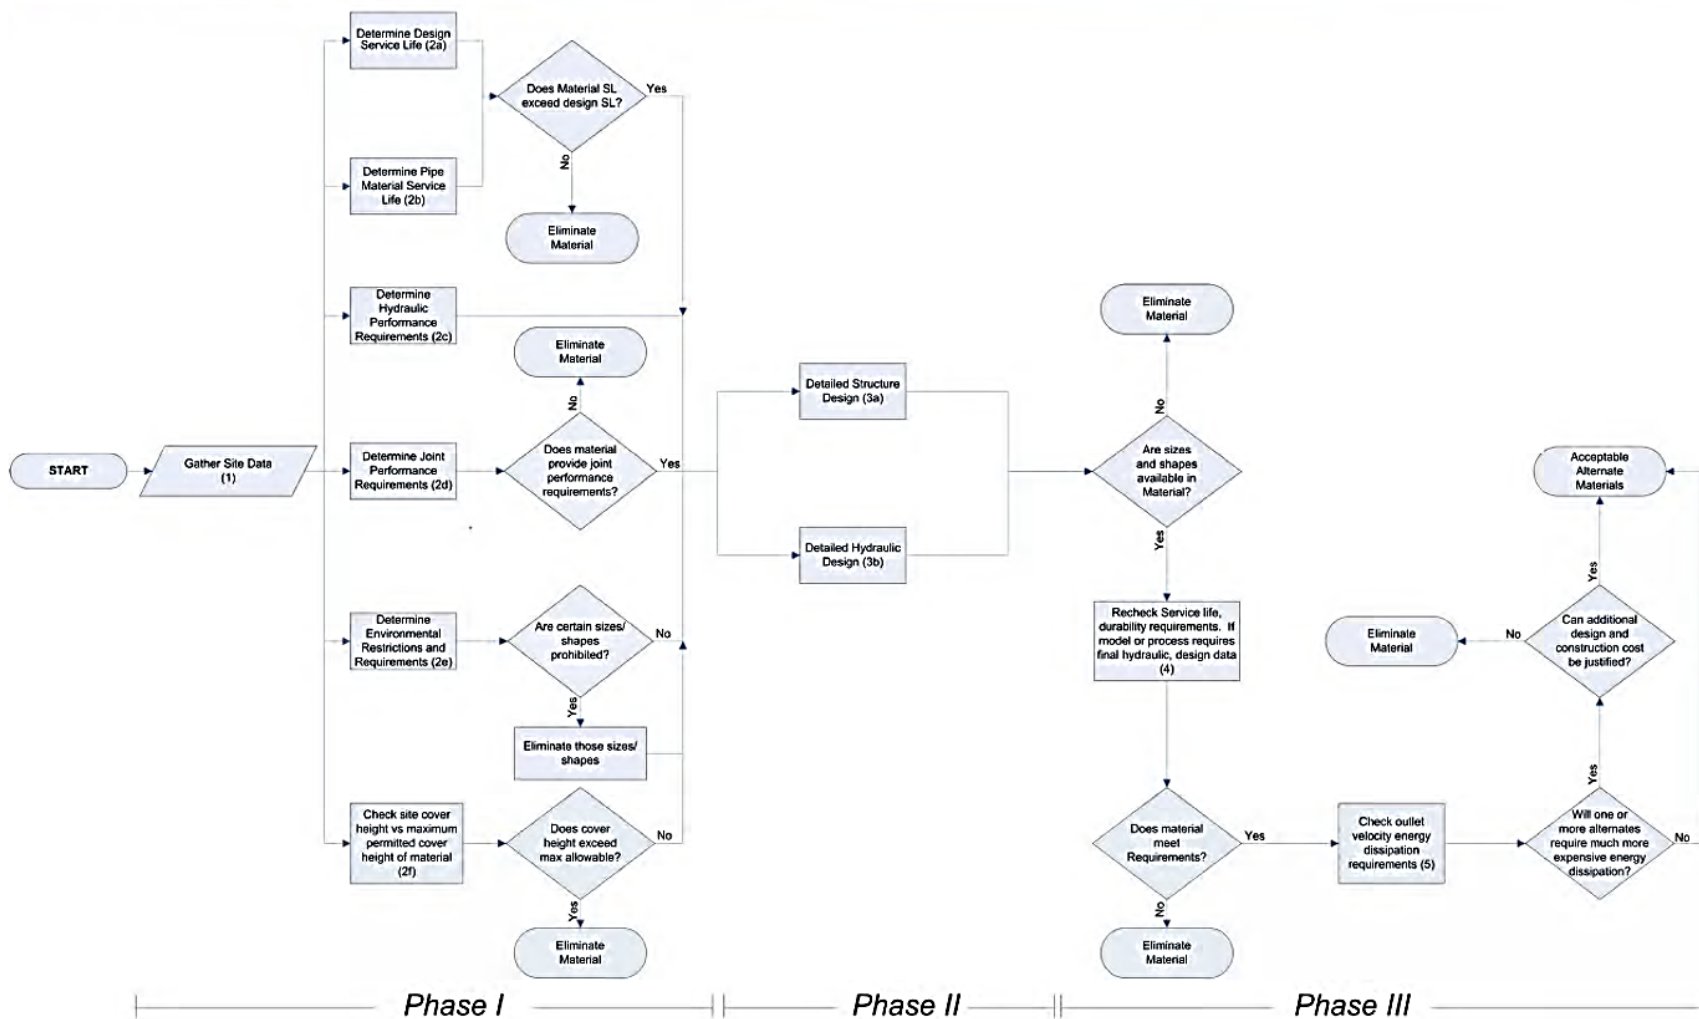 START
Gather Site Data
(1)
Determine Design
Service Life (2a)
Determine Pipe
Material Service
Life (2b)
Does Material SL
exceed design SL?
Yes
No
Eliminate
Material
Determine
Hydraulic
Performance
Requirements (2c)
Eliminate
Material
No
Determine Joint
Performance
Requirements (2d)
Does material
provide joint
performance
requirements?
Yes
Determine
Environmental
Restrictions and
Requirements (2e)
Are certain sizes/
shapes
prohibited?
No
Yes
Eliminate those sizes/
shapes
Check site cover
height vs maximum
permitted cover
height of material
(2f)
Does cover
height exceed
max allowable?
No
Yes
Eliminate
Material
Detailed Structure
Design (3a)
Detailed Hydraulic
Design (3b)
Eliminate
Material
No
Are sizes
and shapes
available in
Material?
Yes
Recheck Service life,
durability requirements. If
model or process requires
final hydraulic, design data
(4)
Does material
meet
Requirements?
Yes
No
Eliminate
Material
Check outlet
velocity energy
dissipation
requirements (5)
Will one or
more alternates
require much more
expensive energy
dissipation?
No
Yes
Can additional
design and
construction cost
be justified?
No
Eliminate
Material
Yes
Acceptable
Alternate
Materials
Phase I
Phase II
Phase III